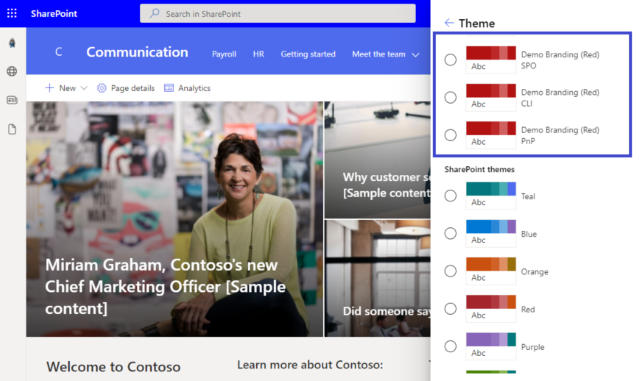 SharePoint
Search in SharePoint
C
Communication
Payroll
HR
Getting started
Meet the team
New
Page details
Analytics
Why customer se
[Sample content
Miriam Graham, Contoso's new
Chief Marketing Officer [Sample
content]
Did someone say
Welcome to Contoso
Learn more about Contoso:
Theme
Abc
Demo Branding (Red)
SPO
Abc
Demo Branding (Red)
CLI
Abc
Demo Branding (Red)
PnP
SharePoint themes
Abc
Teal
Abc
Blue
Abc
Orange
Abc
Red
Abc
Purple